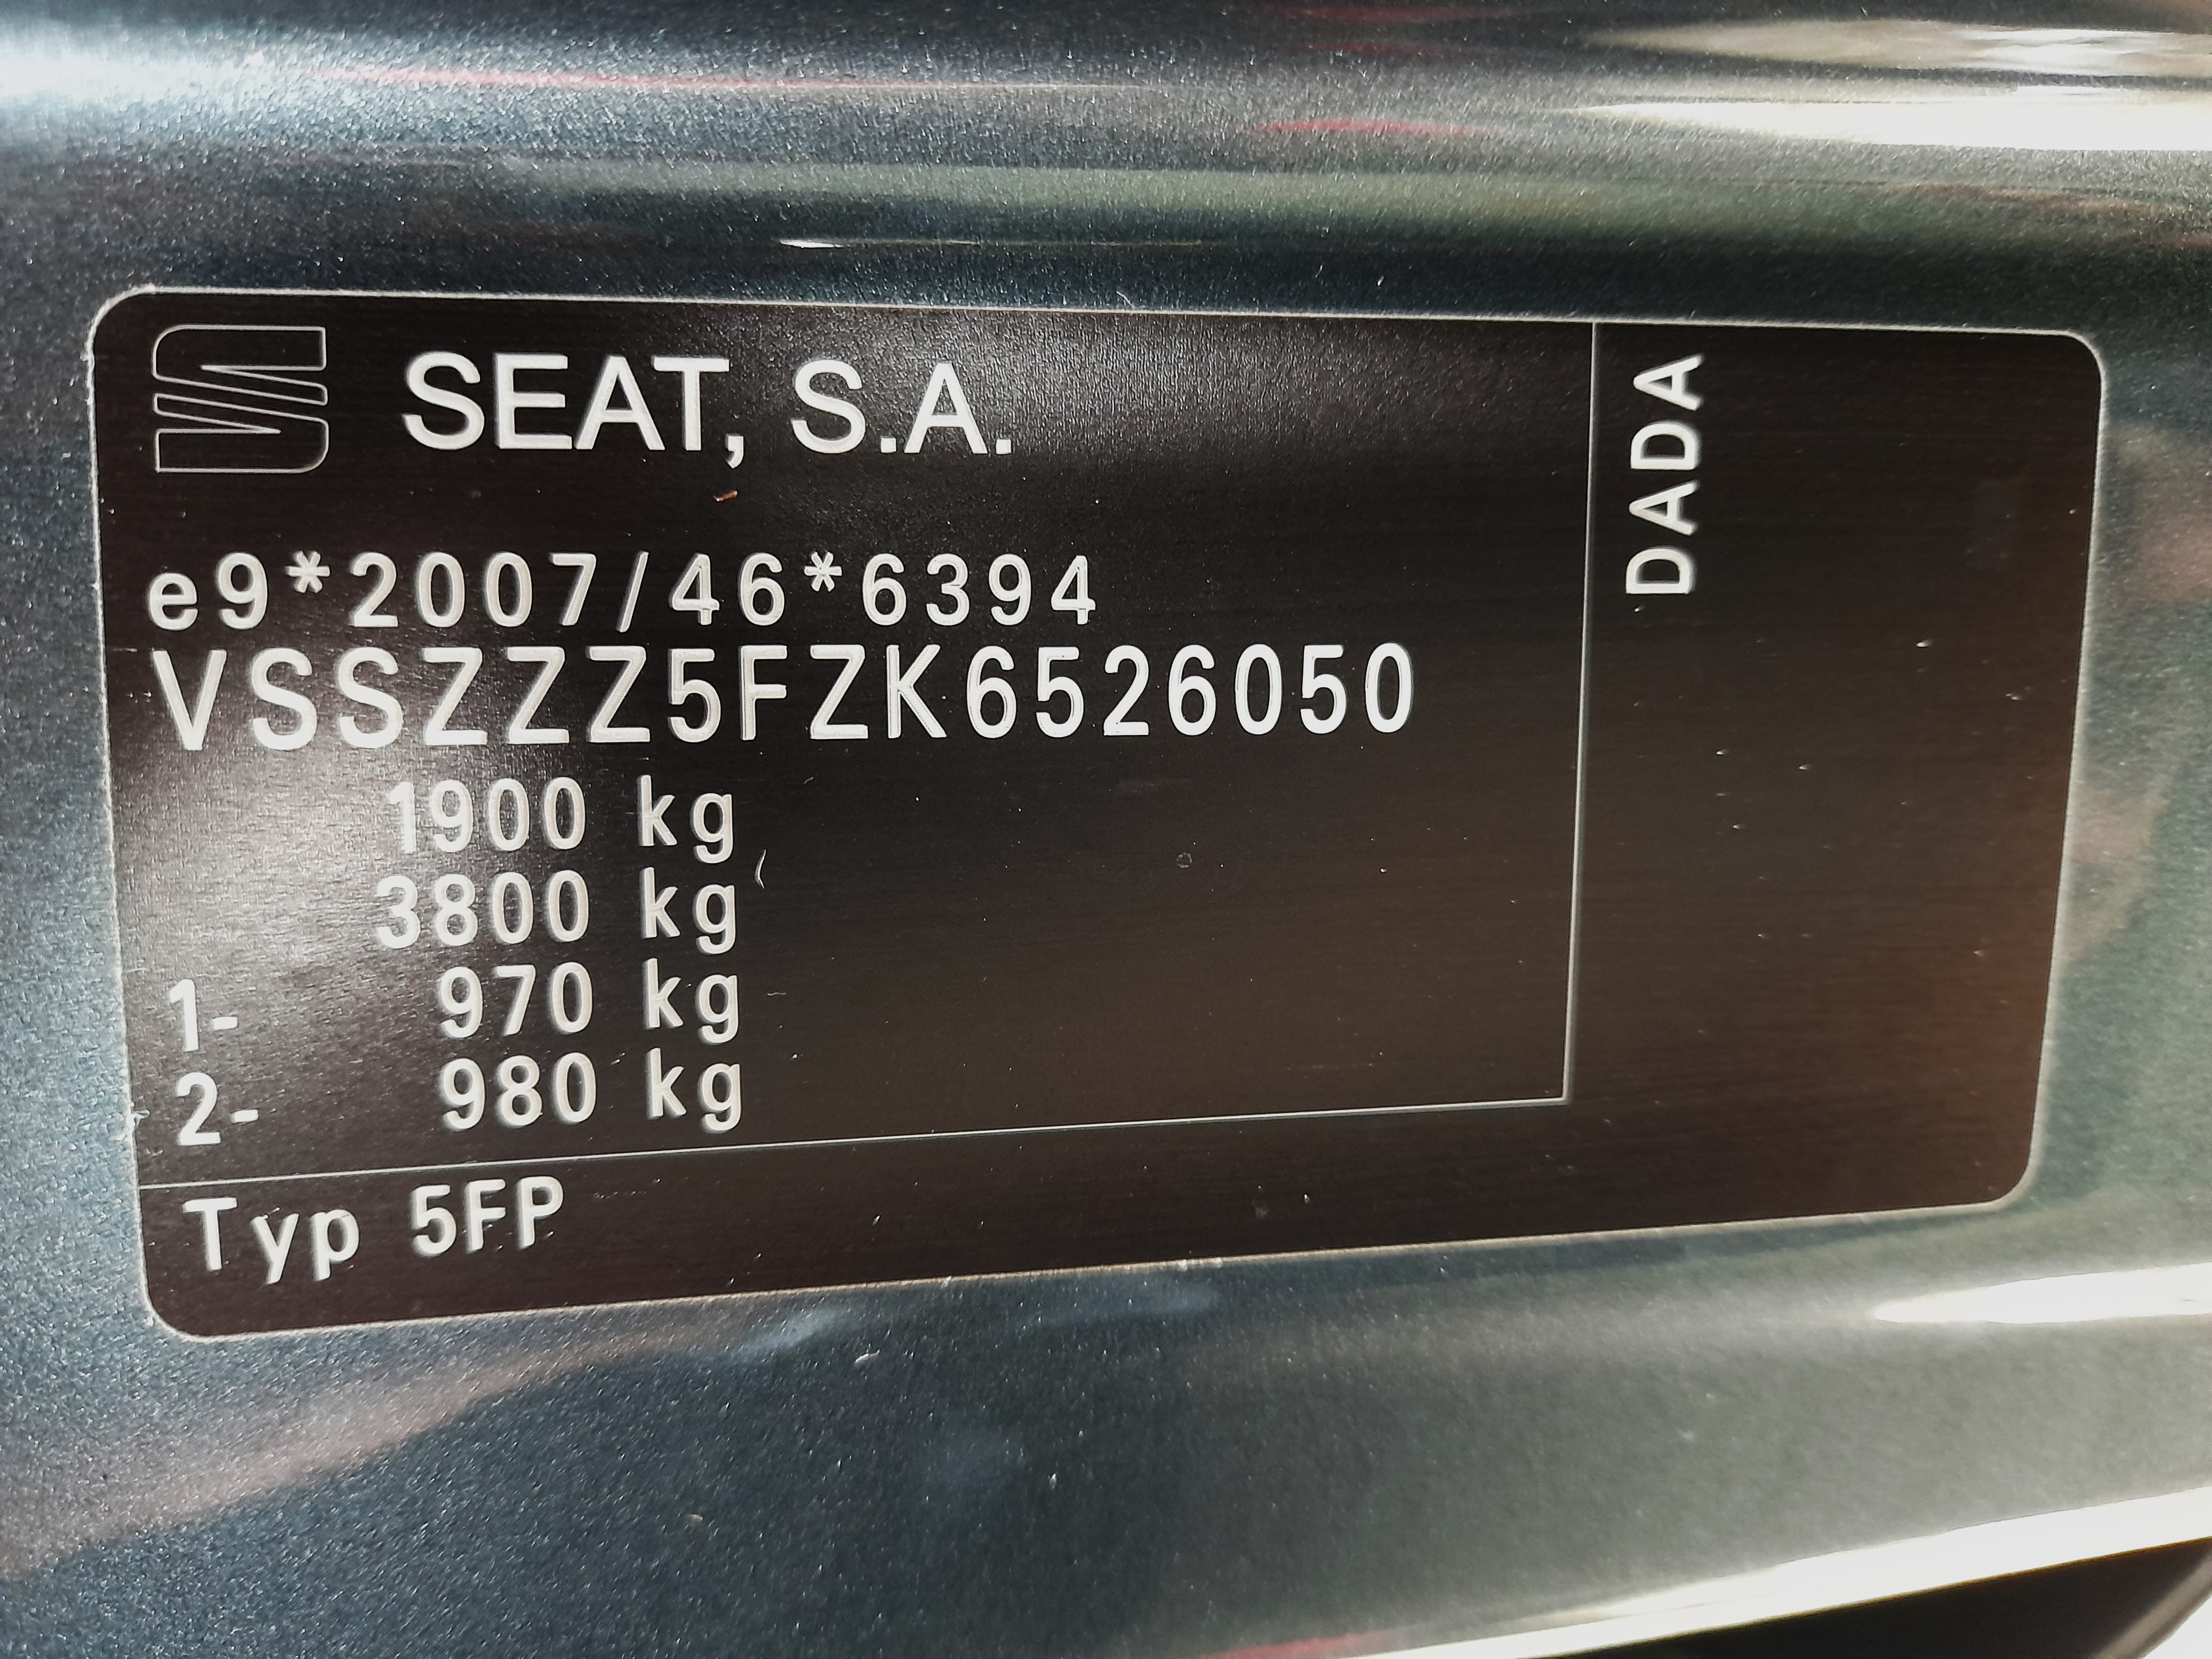 SEAT, S.A.
e9*2007/46*6394
VSSZZZ5FZK6526050
1900 kg
3800 kg
1- 970 kg
2- 980 kg
Typ 5FP
DADA